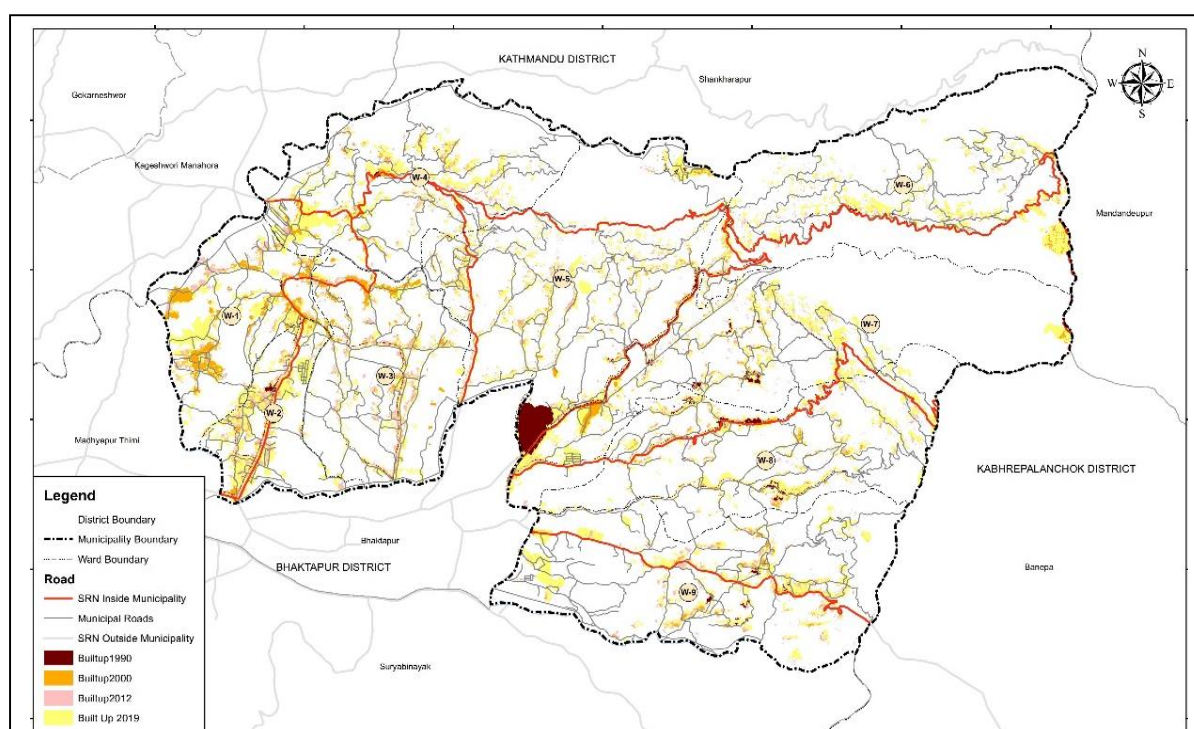 KATHMANDU DISTRICT
Shankharapur
Gokarneshwor
N
W E
S
Kageshwori Manahora
W-4
W-6
Mandandeupur
W-5
W-1
W-7
W-3
W-2
Madhyapur Thimi
W-8
KABHREPALANCHOK DISTRICT
Legend
District Boundary
Municipality Boundary
Ward Boundary
Road
SRN Inside Municipality
Municipal Roads
SRN Outside Municipality
Builtup1990
Builtup2000
Builtup2012
Built Up 2019
Bhaktapur
BHAKTAPUR DISTRICT
Banepa
W-9
Suryabinayak